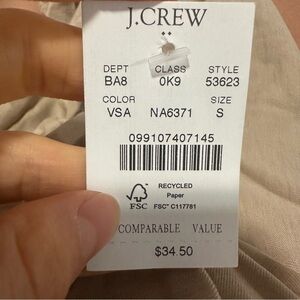 J.CREW
DEPT CLASS STYLE
BA8 0K9 53623
COLOR SIZE
VSA NA6371 S
099107407145
RECYCLED
Paper
FSC FSC® C117781
COMPARABLE VALUE
$34.50